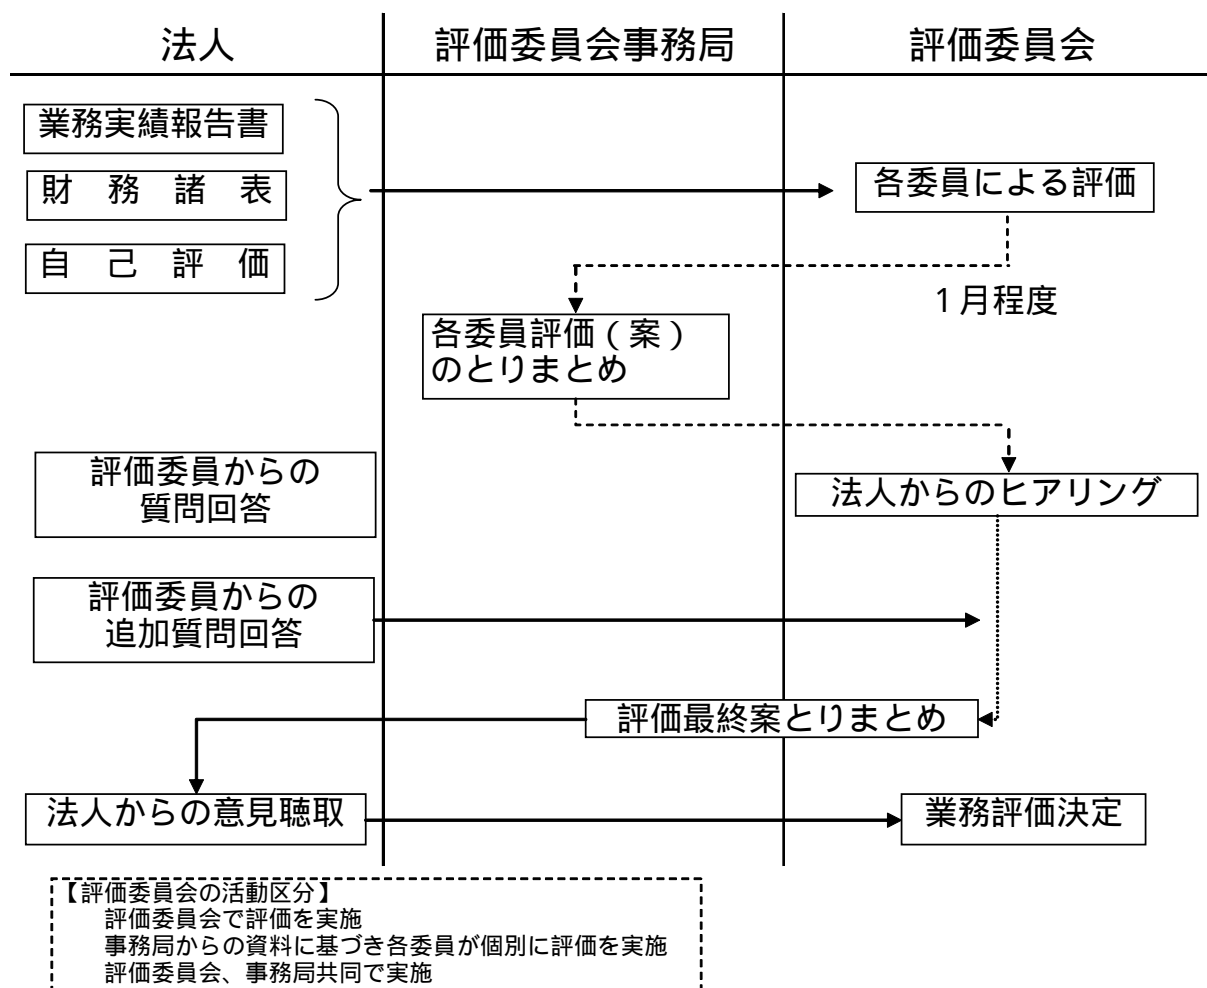 法人
評価委員会事務局
評価委員会
業務実績報告書
財　務　諸　表
自　己　評　価
各委員による評価
１月程度
各委員評価（案）
のとりまとめ
評価委員からの
質問回答
法人からのヒアリング
評価委員からの
追加質問回答
評価最終案とりまとめ
法人からの意見聴取
業務評価決定
【評価委員会の活動区分】
評価委員会で評価を実施
事務局からの資料に基づき各委員が個別に評価を実施
評価委員会、事務局共同で実施